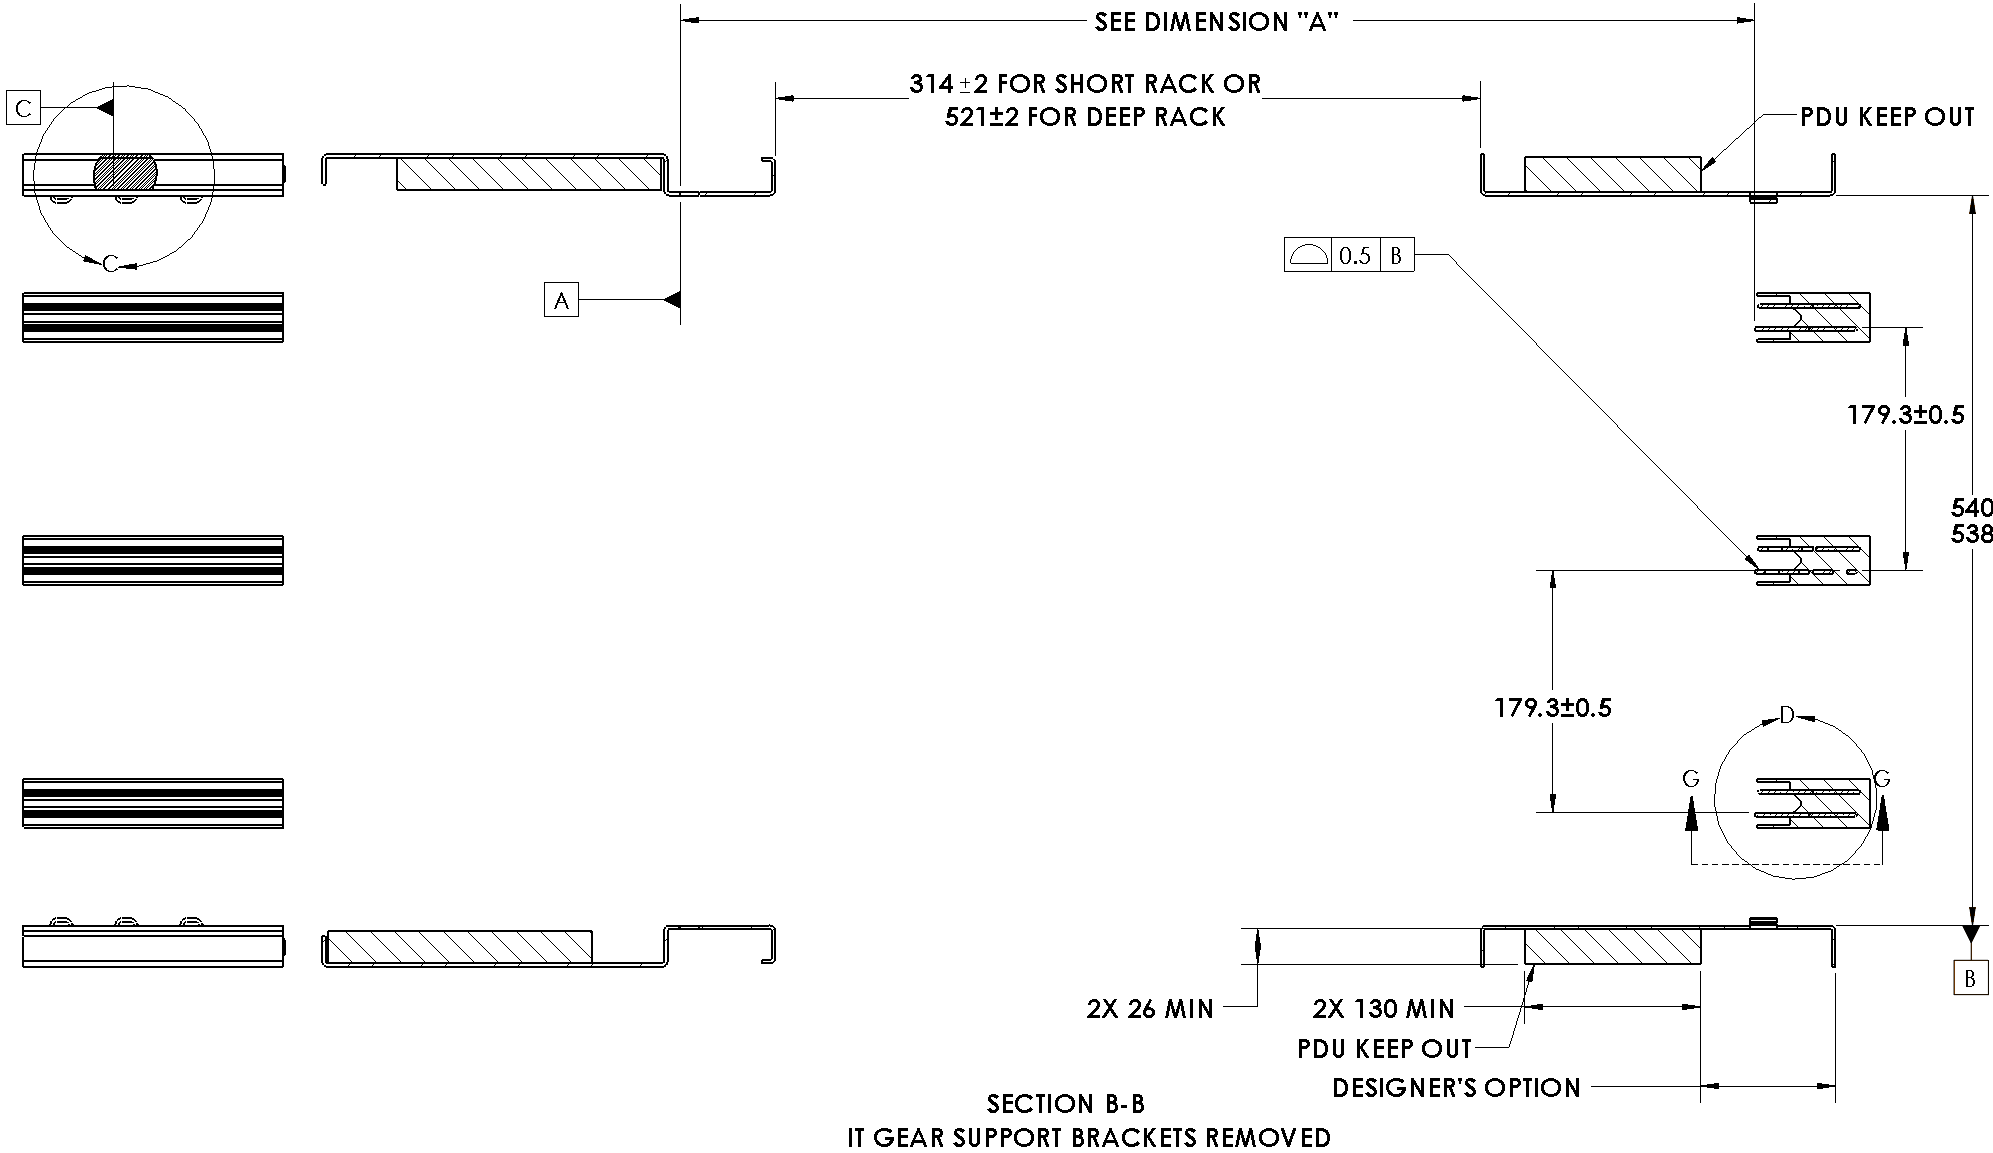 SEE DIMENSION "A"
314 ±2 FOR SHORT RACK OR
521±2 FOR DEEP RACK
PDU KEEP OUT
C
C
A
0.5 B
179.3±0.5
540
538
179.3±0.5
D
G G
B
2X 26 MIN
2X 130 MIN
PDU KEEP OUT
DESIGNER'S OPTION
SECTION B-B
IT GEAR SUPPORT BRACKETS REMOVED